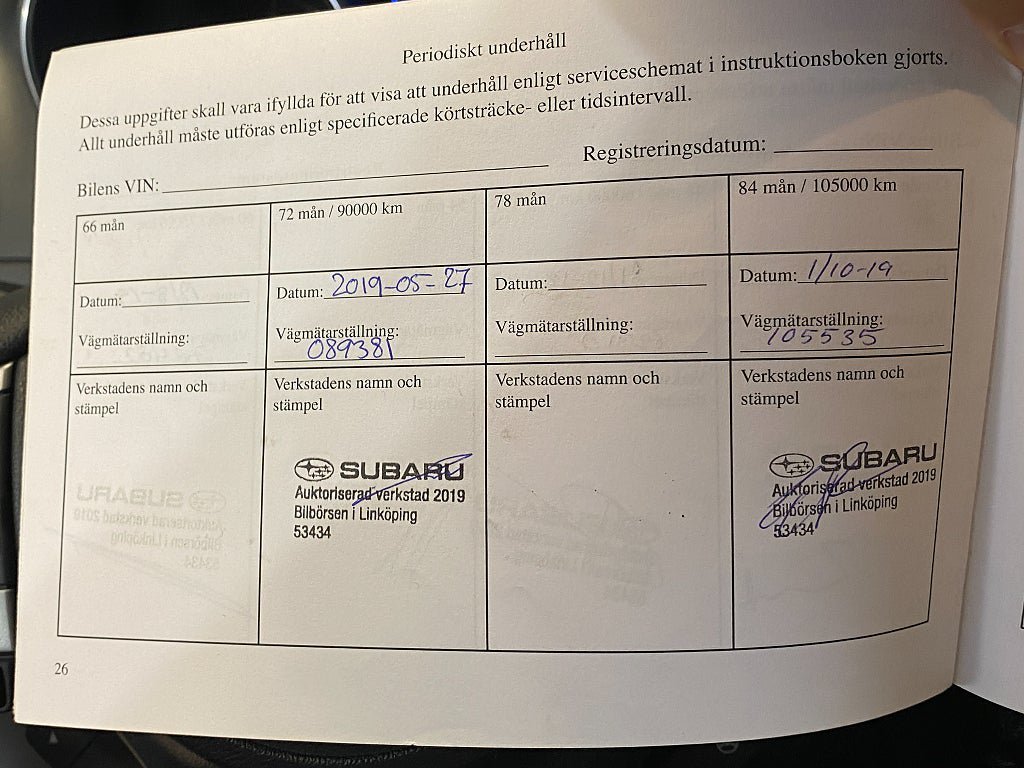 Periodiskt underhåll
Dessa uppgifter skall vara ifyllda för att visa att underhåll enligt serviceschemat i instruktionsboken gjorts.
Allt underhåll måste utföras enligt specificerade körtsträcke- eller tidsintervall.
Bilens VIN:
Registreringsdatum:
66 mån
Datum:
Vägmätarställning:
Verkstadens namn och
stämpel
72 mån / 90000 km
Datum: 2019-05-27
Vägmätarställning:
089381
Verkstadens namn och
stämpel
SUBARU
Auktoriserad verkstad 2019
Bilbörsen i Linköping
53434
78 mån
Datum:
Vägmätarställning:
Verkstadens namn och
stämpel
84 mån / 105000 km
Datum: 1/10-19
Vägmätarställning:
105535
Verkstadens namn och
stämpel
SUBARU
Auktoriserad verkstad 2019
Bilbörsen i Linköping
53434
26